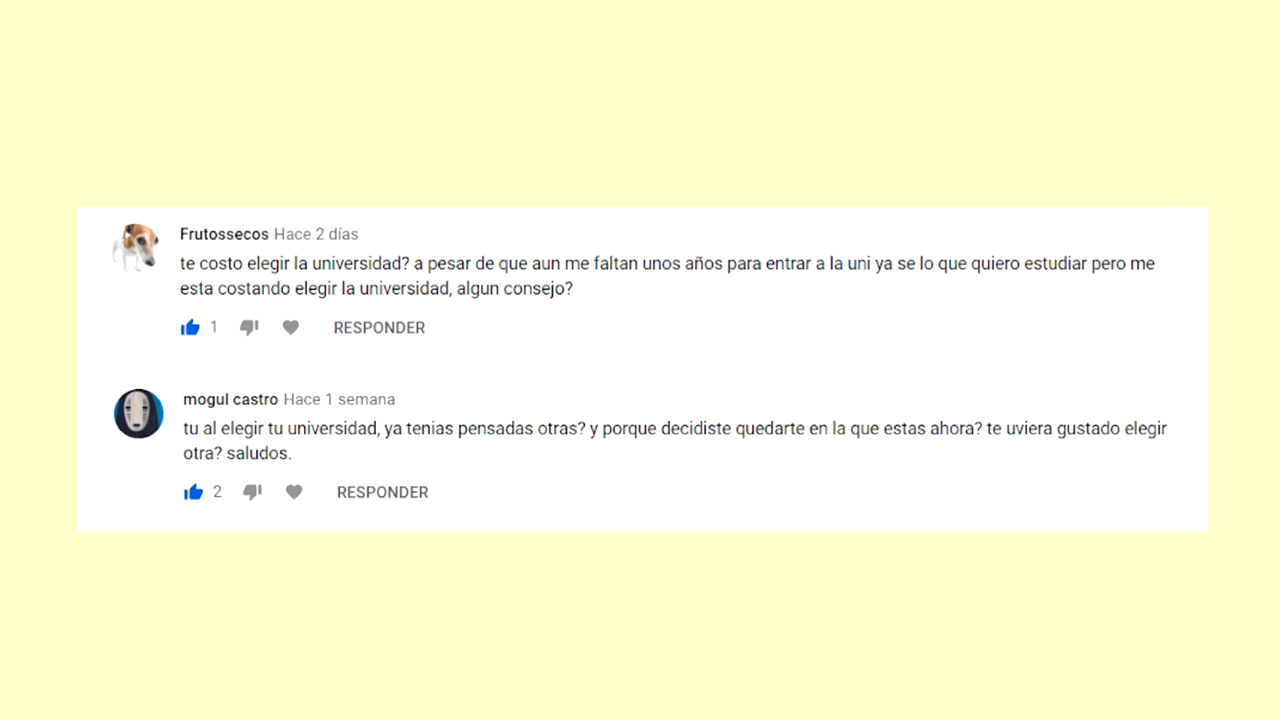 Frutossecos Hace 2 días
te costo elegir la universidad? a pesar de que aun me faltan unos años para entrar a la uni ya se lo que quiero estudiar pero me
esta costando elegir la universidad, algun consejo?
1 RESPONDER
mogul castro Hace 1 semana
tu al elegir tu universidad, ya tenias pensadas otras? y porque decidiste quedarte en la que estas ahora? te uviera gustado elegir
otra? saludos.
2 RESPONDER